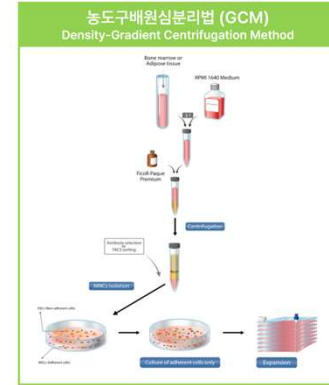 농도구배원심분리법 (GCM)
Density-Gradient Centrifugation Method
Bone marrow or
Adipose tissue
RPMI 1640 Medium
1:1
Ficoll-Paque
Premium
Centrifugation
Antibody selection
or
FACS sorting
MNCs isolation
Culture of adherent cells only
Expansion